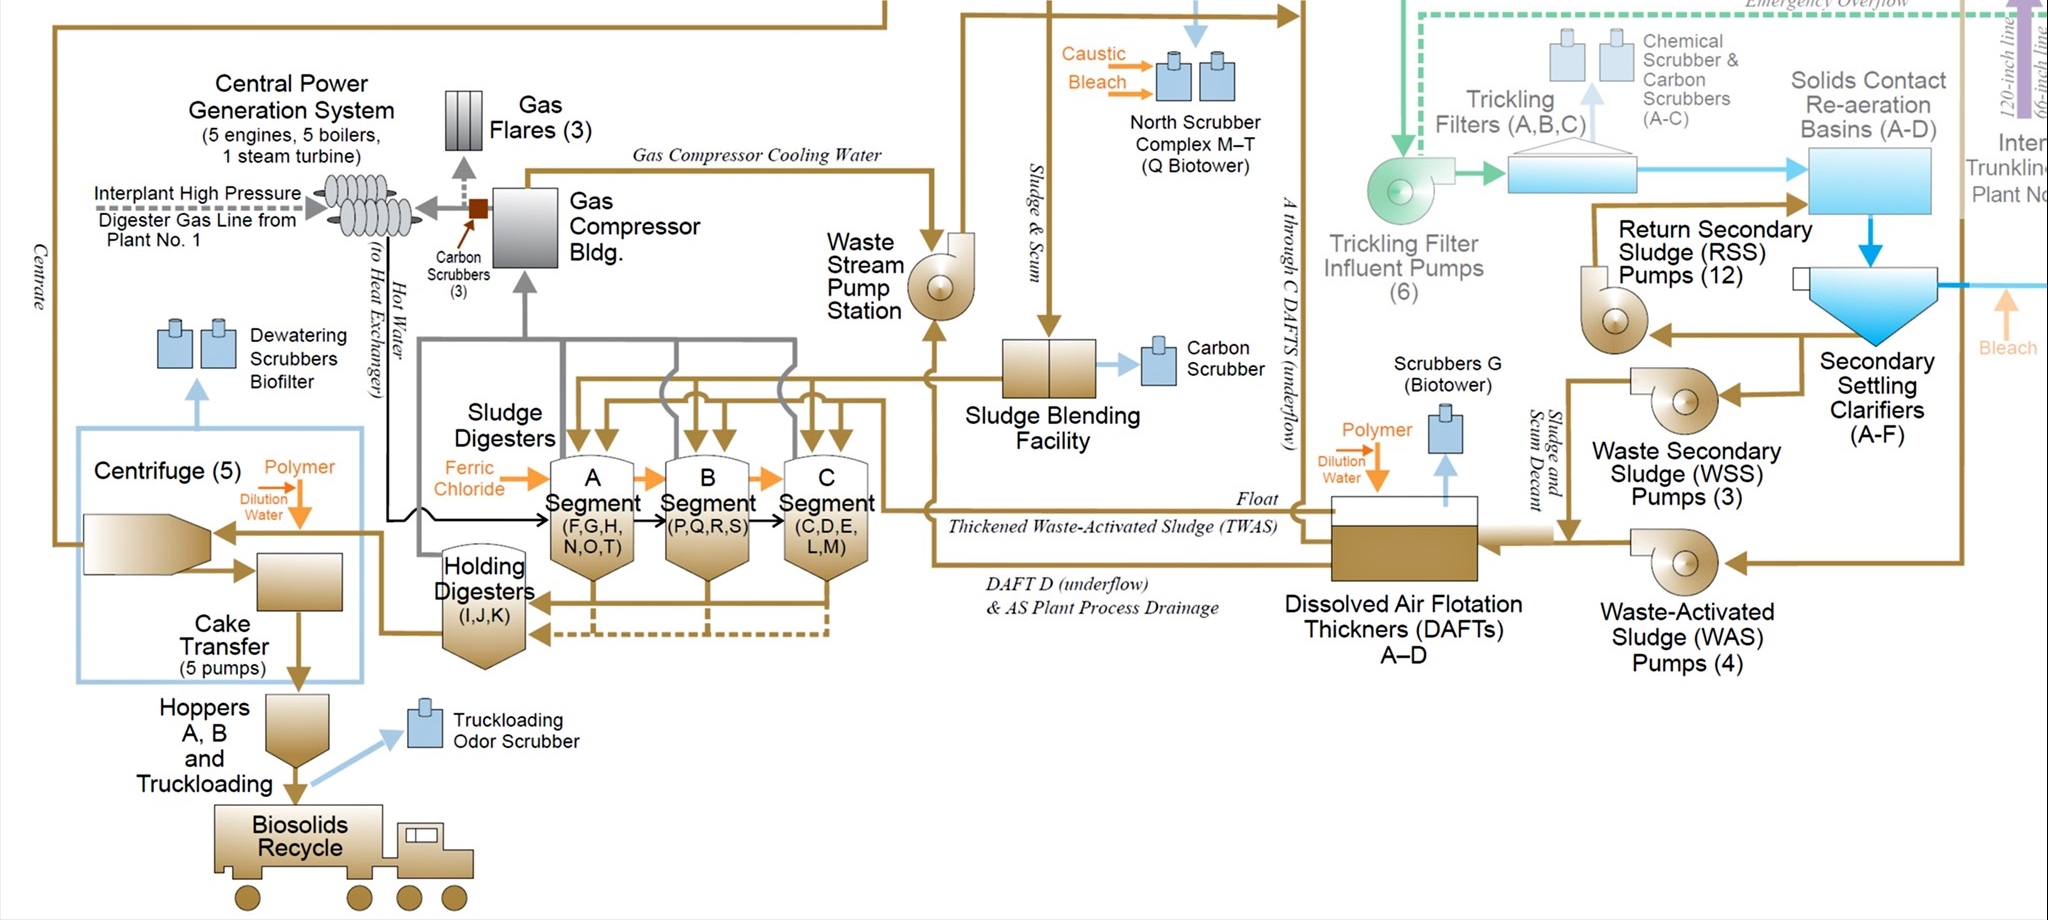 Emergency Overflow
120-inch line
66-inch line
Central Power
Generation System
(5 engines, 5 boilers,
1 steam turbine)
Gas
Flares (3)
Interplant High Pressure
Digester Gas Line from
Plant No. 1
Gas Compressor Cooling Water
Gas
Compressor
Bldg.
Carbon
Scrubbers
(3)
Centrate
Hot Water
(to Heat Exchanger)
Waste
Stream
Pump
Station
Sludge & Scum
Caustic
Bleach
North Scrubber
Complex M–T
(Q Biotower)
A through C DAFTS (underflow)
Trickling
Filters (A,B,C)
Chemical
Scrubber &
Carbon
Scrubbers
(A-C)
Solids Contact
Re-aeration
Basins (A-D)
Inter
Trunklin
Plant No
Trickling Filter
Influent Pumps
(6)
Return Secondary
Sludge (RSS)
Pumps (12)
Bleach
Secondary
Settling
Clarifiers
(A-F)
Dewatering
Scrubbers
Biofilter
Carbon
Scrubber
Sludge Blending
Facility
Scrubbers G
(Biotower)
Sludge
Digesters
Ferric
Chloride
A
Segment
(F,G,H,
N,O,T)
B
Segment
(P,Q,R,S)
C
Segment
(C,D,E,
L,M)
Polymer
Dilution
Water
Sludge and
Scum Decant
Waste Secondary
Sludge (WSS)
Pumps (3)
Centrifuge (5)
Polymer
Dilution
Water
Float
Thickened Waste-Activated Sludge (TWAS)
Holding
Digesters
(I,J,K)
DAFT D (underflow)
& AS Plant Process Drainage
Dissolved Air Flotation
Thickners (DAFTs)
A–D
Waste-Activated
Sludge (WAS)
Pumps (4)
Cake
Transfer
(5 pumps)
Hoppers
A, B
and
Truckloading
Truckloading
Odor Scrubber
Biosolids
Recycle